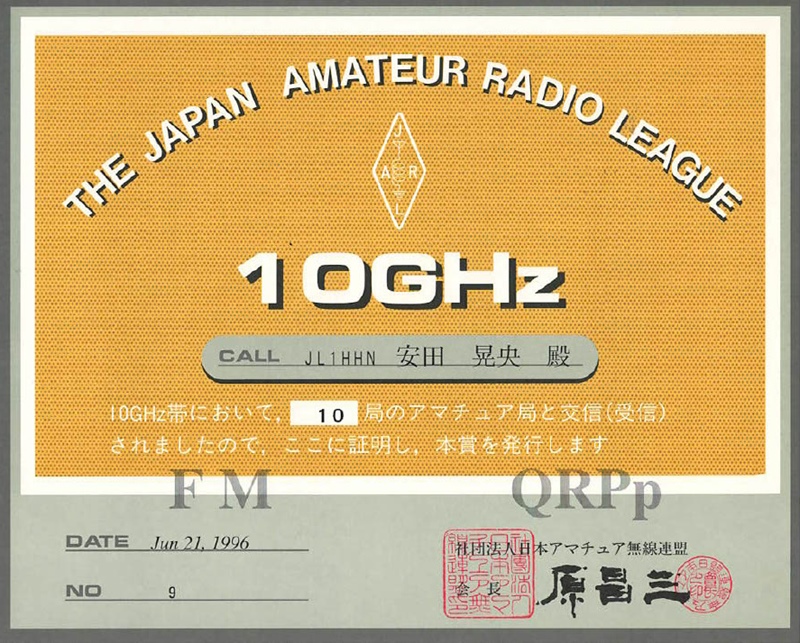 THE JAPAN AMATEUR RADIO LEAGUE
J
A R
L
10GHz
CALL JL1HHN 安田 晃央 殿
10GHz帯において, 10 局のアマチュア局と交信(受信)
されましたので, ここに証明し, 本賞を発行します
FM QRPp
DATE Jun 21, 1996
社団法人日本アマチュア無線連盟
NO 9
会長 原昌三